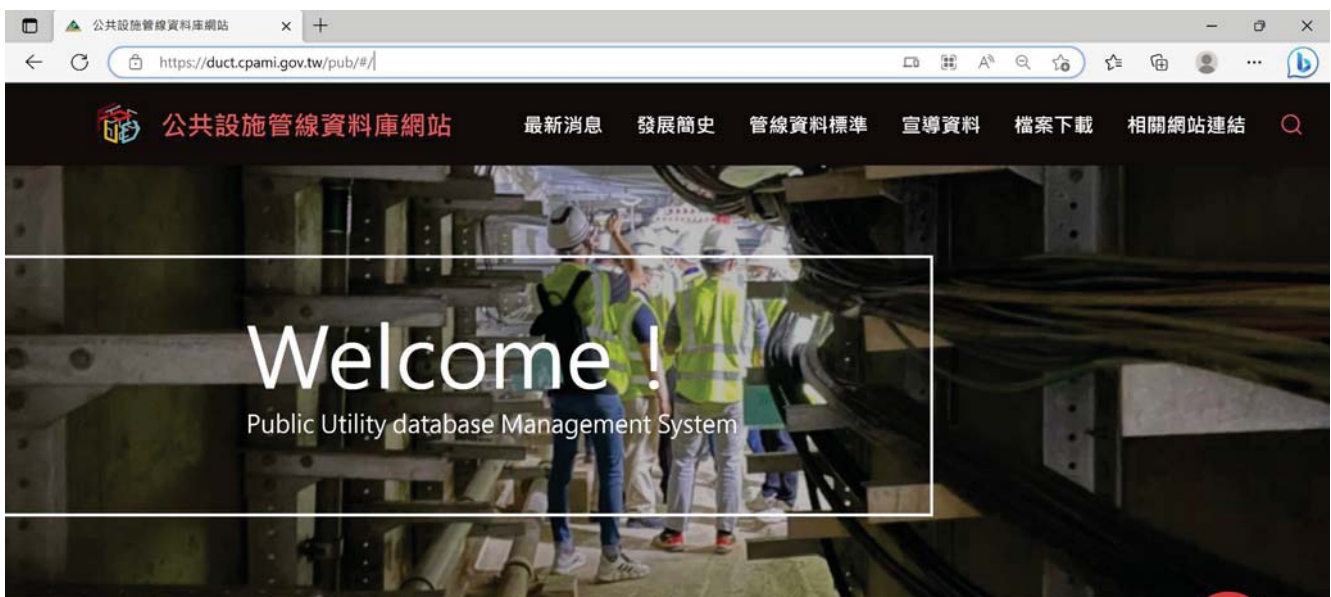 公共設施管線資料庫網站
https://duct.cpami.gov.tw/pub/#/
公共設施管線資料庫網站 最新消息 發展簡史 管線資料標準 宣導資料 檔案下載 相關網站連結
Welcome !
Public Utility database Management System